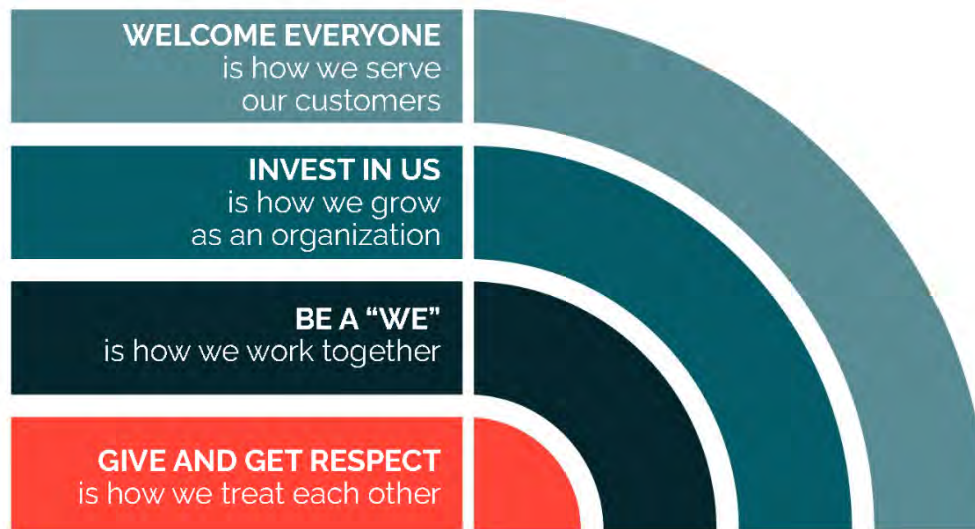 WELCOME EVERYONE
is how we serve
our customers
INVEST IN US
is how we grow
as an organization
BE A “WE”
is how we work together
GIVE AND GET RESPECT
is how we treat each other